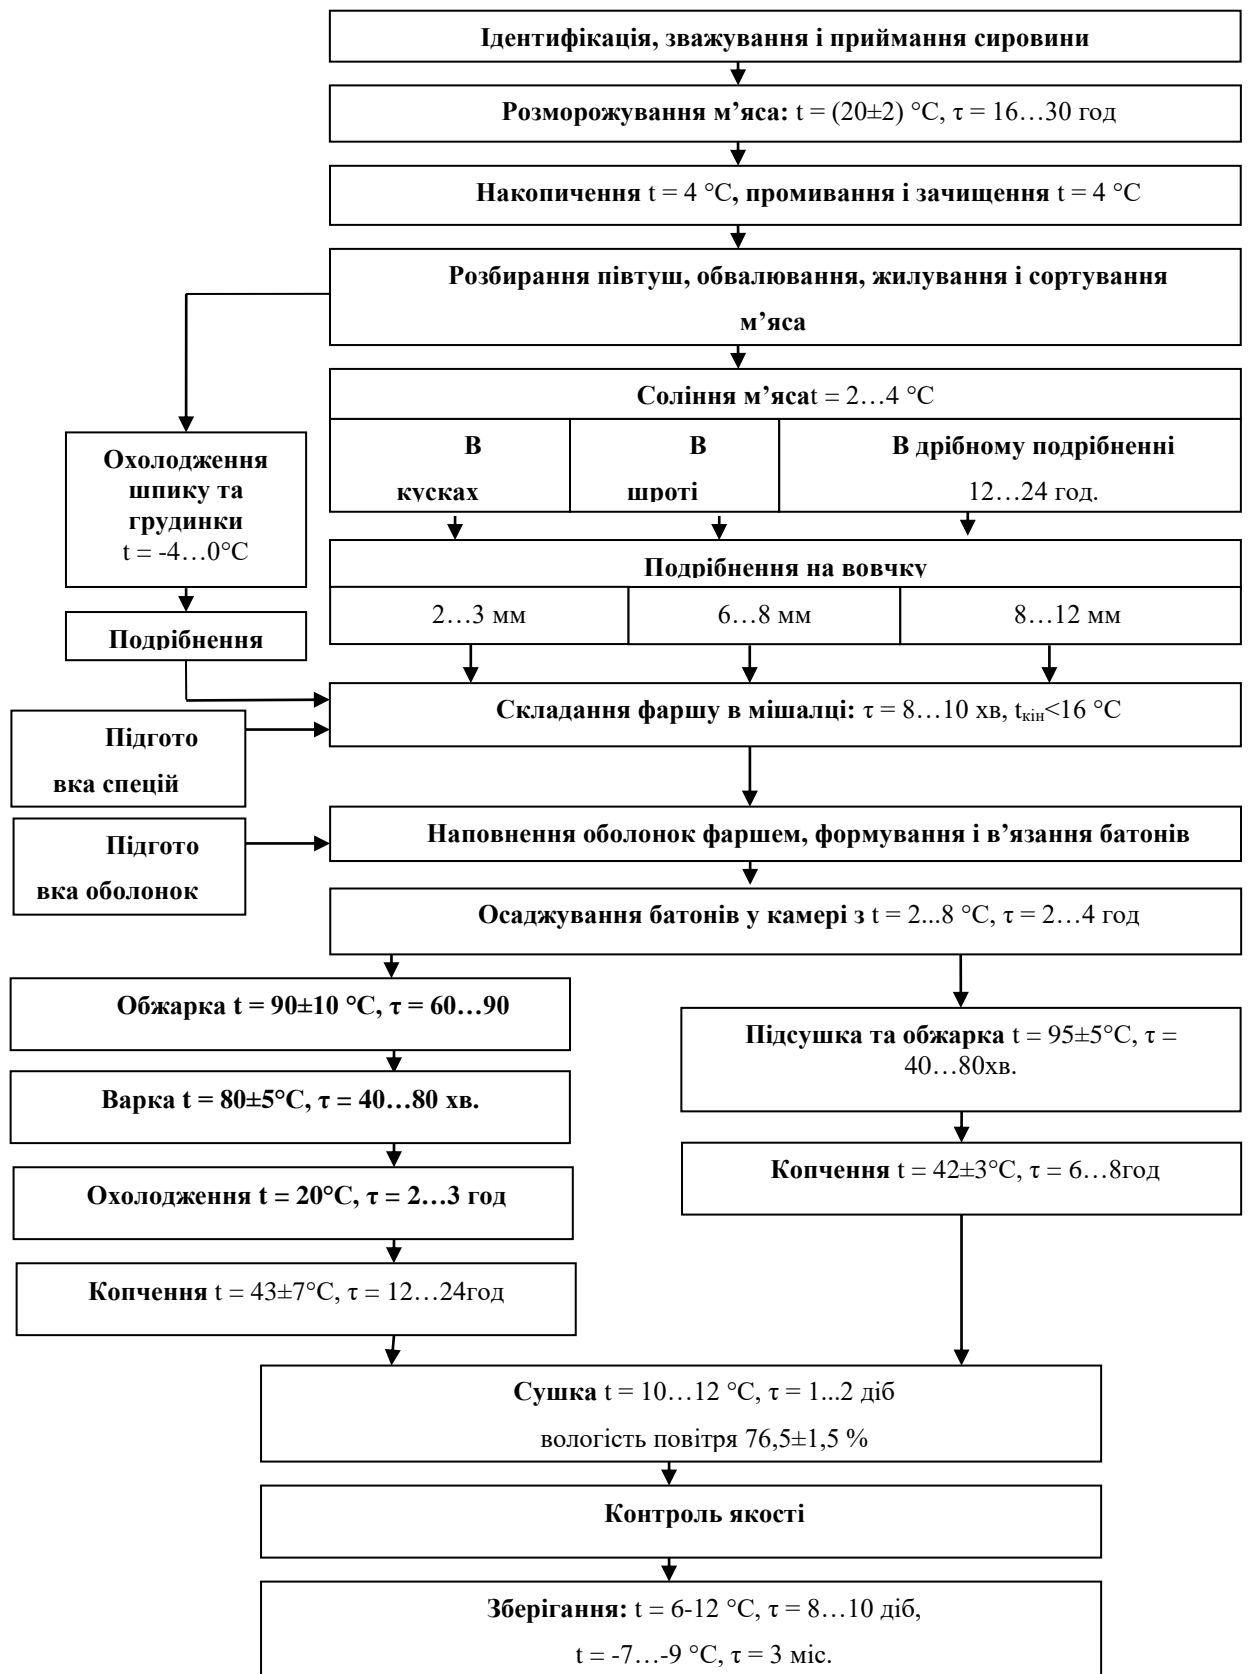 Ідентифікація, зважування і приймання сировини
Розморожування м’яса: t = (20±2) °C, τ = 16…30 год
Накопичення t = 4 °C, промивання і зачищення t = 4 °C
Розбирання півтуш, обвалювання, жилування і сортування
м’яса
Соління м’ясаt = 2…4 °C
В
кусках
В
шроті
В дрібному подрібненні
12…24 год.
Охолодження
шпику та
грудинки
t = -4…0°C
Подрібнення
Подрібнення на вовчку
2…3 мм
6…8 мм
8…12 мм
Складання фаршу в мішалці: τ = 8…10 хв, tкін<16 °C
Підгото
вка спецій
Наповнення оболонок фаршем, формування і в’язання батонів
Підгото
вка оболонок
Осаджування батонів у камері з t = 2...8 °C, τ = 2…4 год
Обжарка t = 90±10 °C, τ = 60…90
Варка t = 80±5°C, τ = 40…80 хв.
Охолодження t = 20°C, τ = 2…3 год
Копчення t = 43±7°C, τ = 12…24год
Підсушка та обжарка t = 95±5°C, τ =
40…80хв.
Копчення t = 42±3°C, τ = 6…8год
Сушка t = 10…12 °C, τ = 1...2 діб
вологість повітря 76,5±1,5 %
Контроль якості
Зберігання: t = 6-12 °C, τ = 8…10 діб,
t = -7…-9 °C, τ = 3 міс.